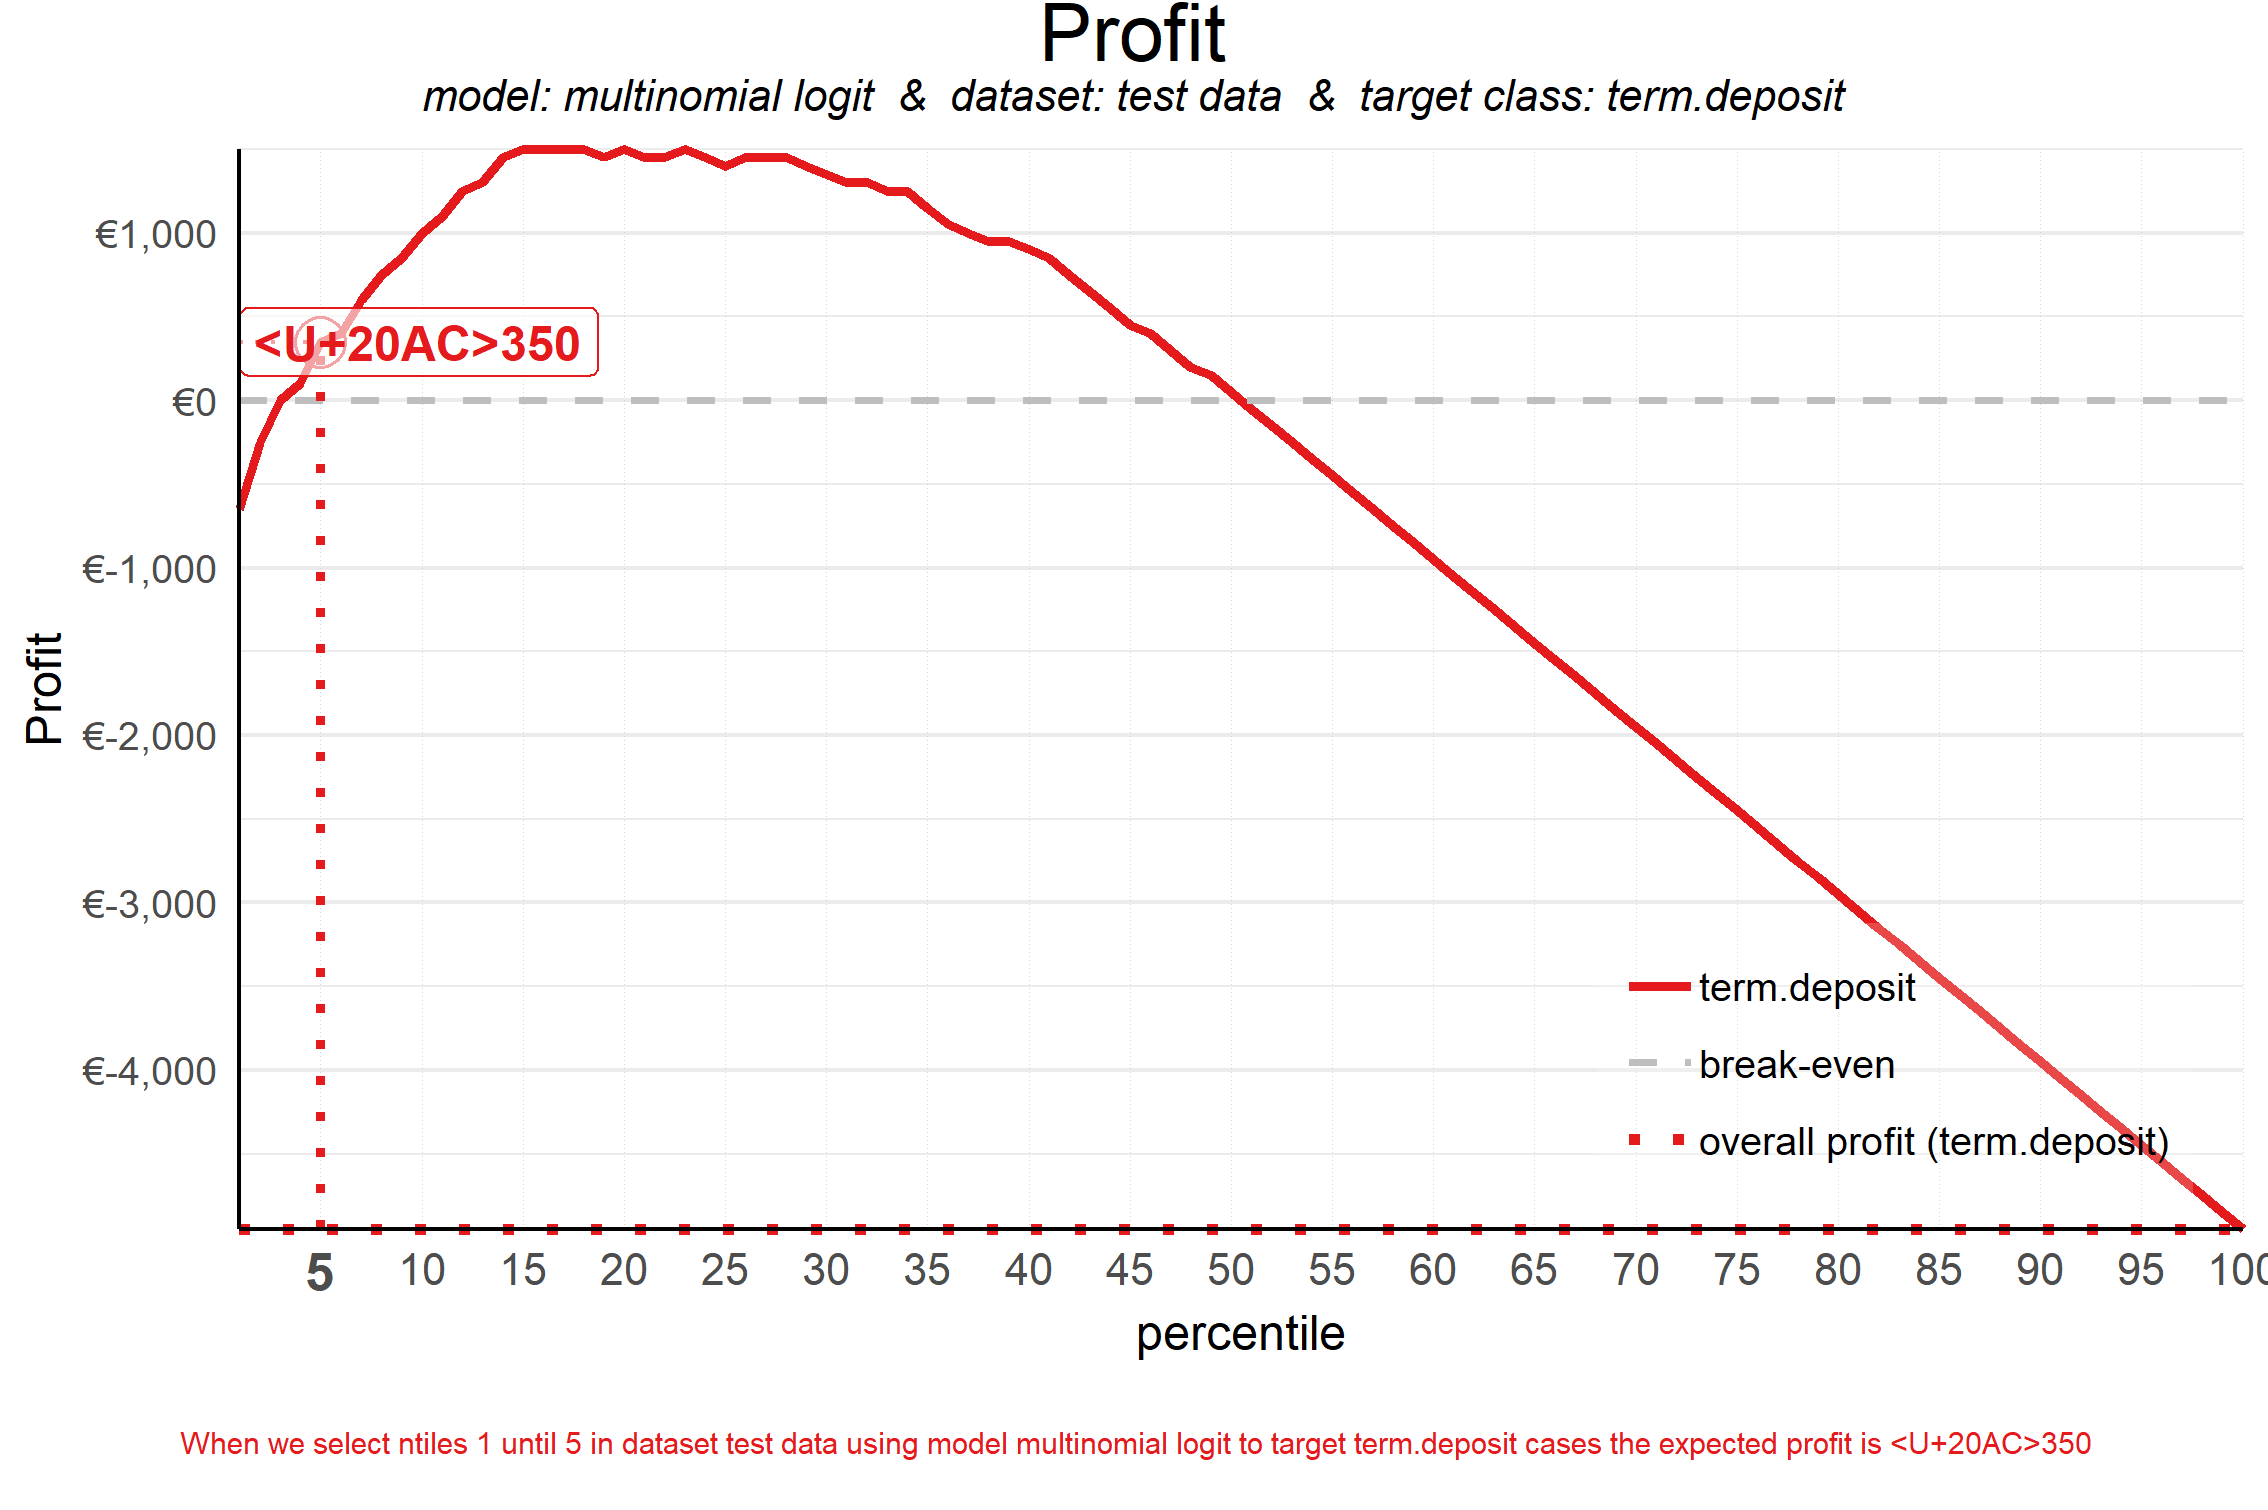 Profit
model: multinomial logit & dataset: test data & target class: term.deposit
€1,000
<U+20AC>350
€0
€-1,000
€-2,000
€-3,000
€-4,000
Profit
term.deposit
break-even
overall profit (term.deposit)
5 10 15 20 25 30 35 40 45 50 55 60 65 70 75 80 85 90 95 100
percentile
When we select ntiles 1 until 5 in dataset test data using model multinomial logit to target term.deposit cases the expected profit is <U+20AC>350